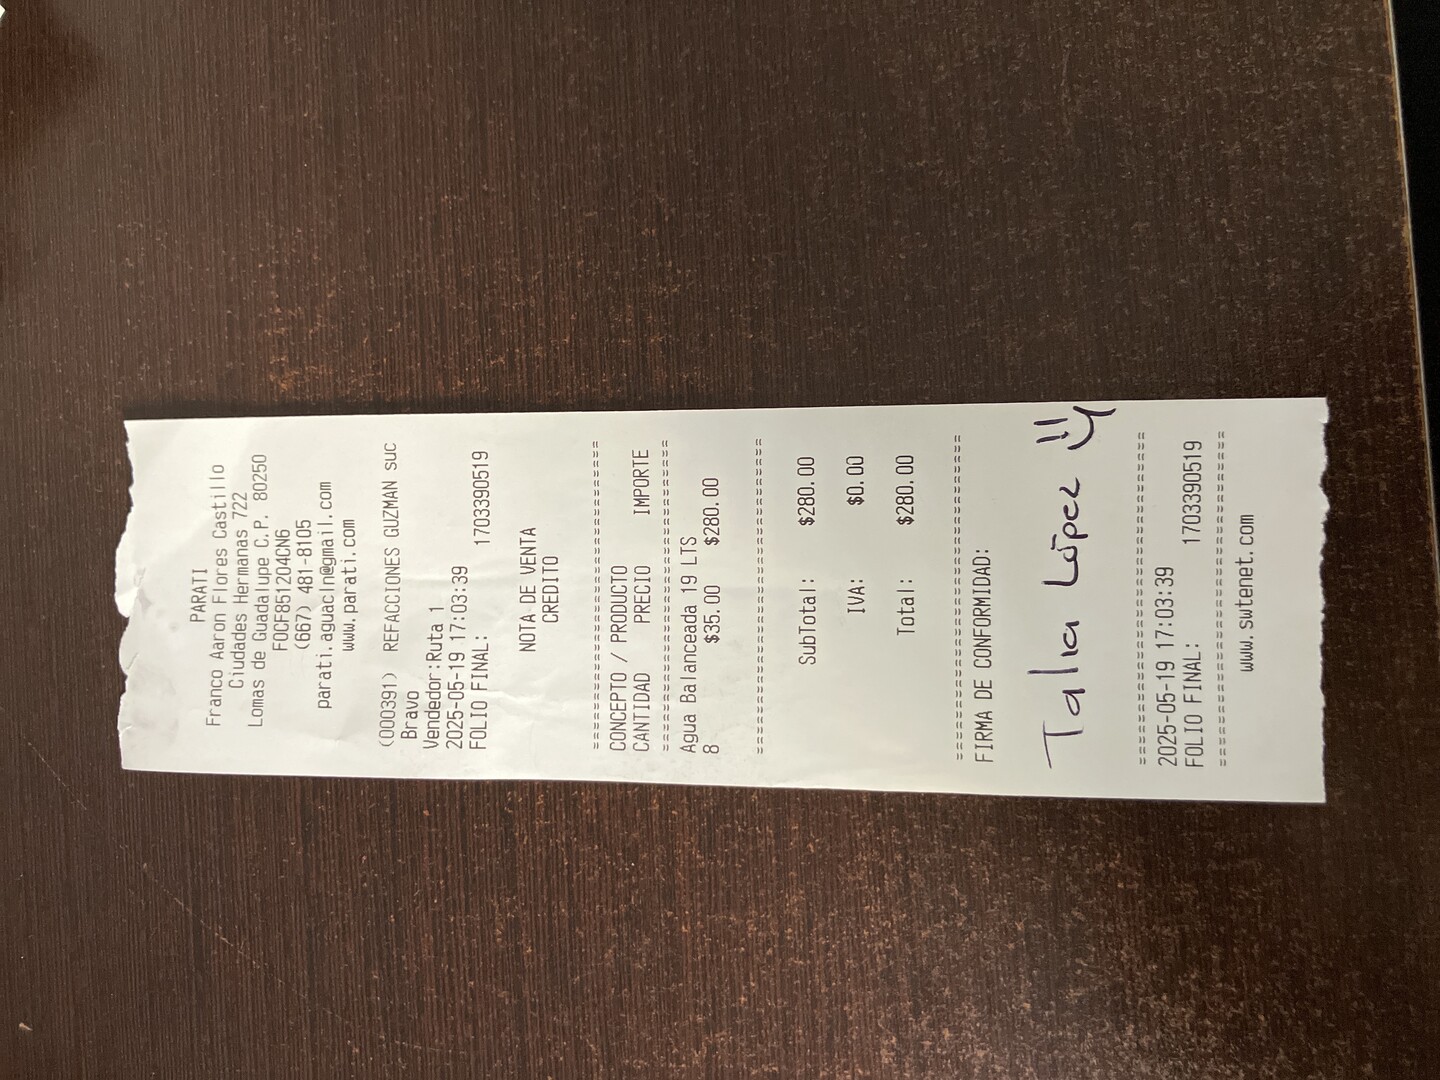 PARATI
Franco Aaron Flores Castillo
Ciudades Hermanas 722
Lomas de Guadalupe C.P. 80250
FOCF851204CN6
(667) 481-8105
parati.aguacln@gmail.com
www.parati.com
(000391) REFACCIONES GUZMAN suc
Bravo
Vendedor:Ruta 1
2025-05-19 17:03:39
FOLIO FINAL: 1703390519
NOTA DE VENTA
CREDITO
==============================
CONCEPTO / PRODUCTO
CANTIDAD PRECIO IMPORTE
==============================
Agua Balanceada 19 LTS
8 $35.00 $280.00
==============================
SubTotal: $280.00
IVA: $0.00
Total: $280.00
==============================
FIRMA DE CONFORMIDAD:
Talia López =)
==============================
2025-05-19 17:03:39
FOLIO FINAL: 1703390519
==============================
www.swtenet.com